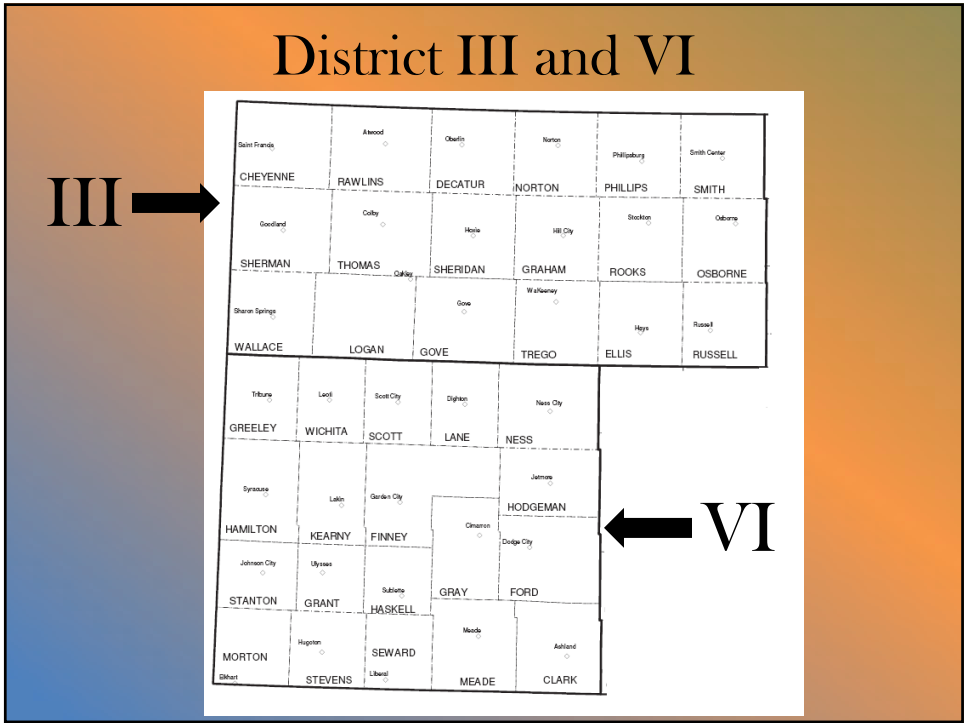 District III and VI
Saint Francis
Atwood
Oberlin
Norton
Phillipsburg
Smith Center
CHEYENNE
RAWLINS
DECATUR
NORTON
PHILLIPS
SMITH
III
Goodland
Colby
Hoxie
Hill City
Stockton
Osborne
SHERMAN
THOMAS
Oakley
SHERIDAN
GRAHAM
ROOKS
OSBORNE
Sharon Springs
Gove
WaKeeney
Hays
Russell
WALLACE
LOGAN
GOVE
TREGO
ELLIS
RUSSELL
Tribune
Leoti
Scott City
Dighton
Ness City
GREELEY
WICHITA
SCOTT
LANE
NESS
Syracuse
Lakin
Garden City
Jetmore
HODGEMAN
Cimarron
Dodge City
VI
HAMILTON
KEARNY
FINNEY
Johnson City
Ulysses
Sublette
STANTON
GRANT
HASKELL
GRAY
FORD
Hugoton
Meade
Ashland
MORTON
SEWARD
Elkhart
STEVENS
Liberal
MEADE
CLARK